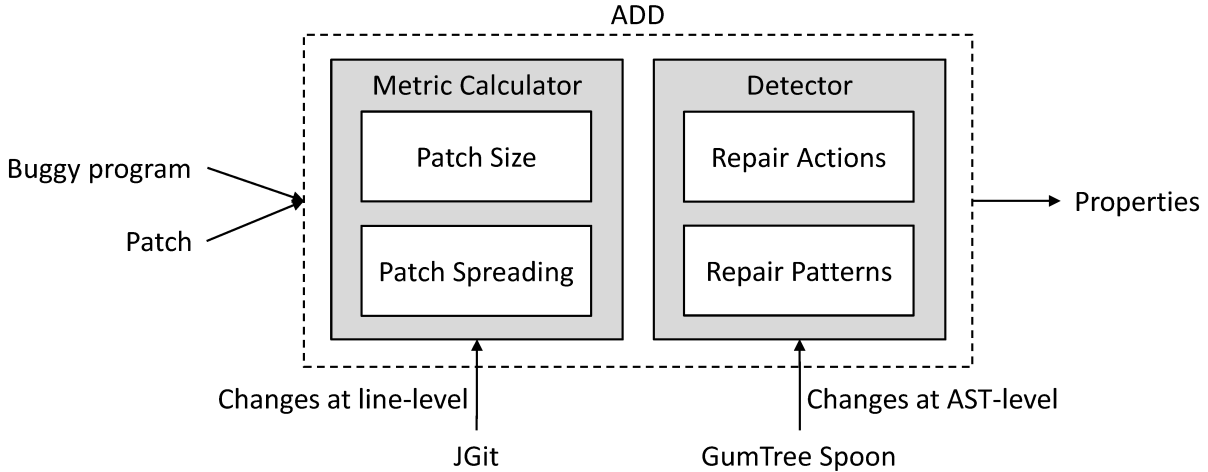 ADD
Metric Calculator
Detector
Patch Size
Repair Actions
Buggy program
Patch
Properties
Patch Spreading
Repair Patterns
Changes at line-level
Changes at AST-level
JGit
GumTree Spoon